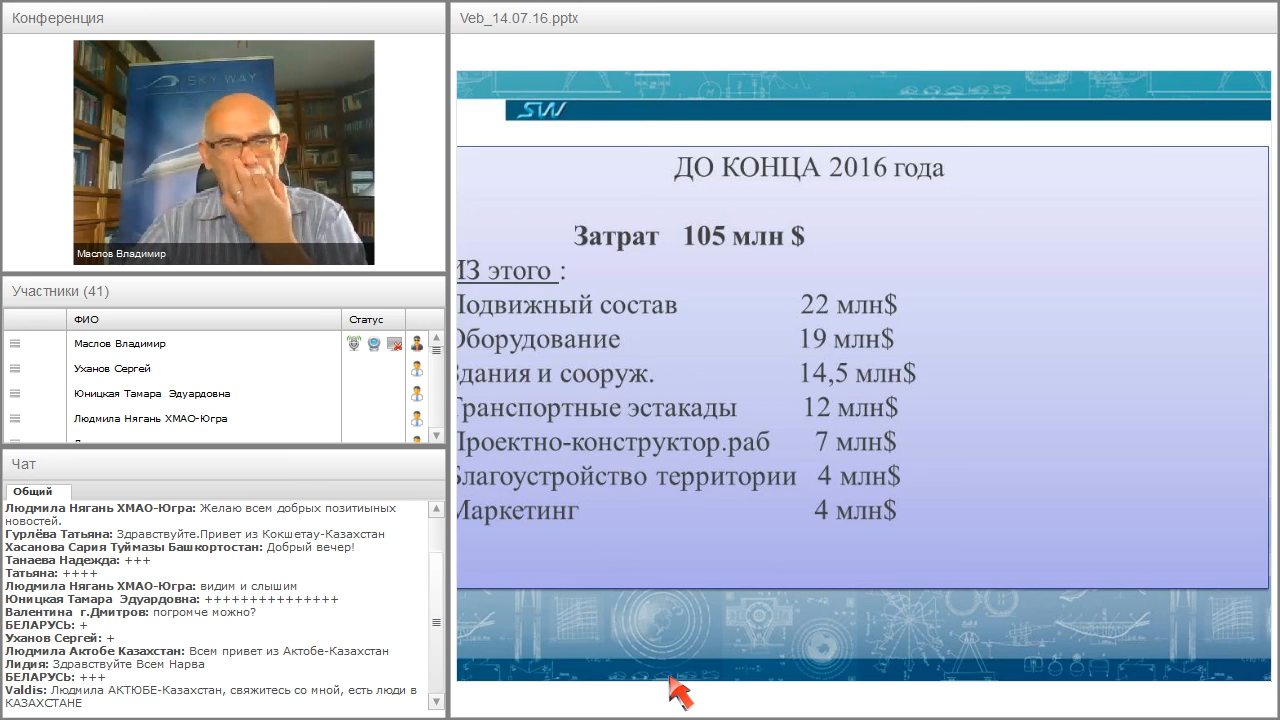 Конференция
SKY WAY
Маслов Владимир
Участники (41)
ФИО Статус
Маслов Владимир
Уханов Сергей
Юницкая Тамара Эдуардовна
Людмила Нягань ХМАО-Югра
Чат
Общий
Людмила Нягань ХМАО-Югра: Желаю всем добрых позитиыных
новостей.
Гурлёва Татьяна: Здравствуйте.Привет из Кокшетау-Казахстан
Хасанова Сария Туймазы Башкортостан: Добрый вечер!
Танаева Надежда: +++
Татьяна: ++++
Людмила Нягань ХМАО-Югра: видим и слышим
Юницкая Тамара Эдуардовна: +++++++++++++++
Валентина г.Дмитров: погромче можно?
БЕЛАРУСЬ: +
Уханов Сергей: +
Людмила Актобе Казахстан: Всем привет из Актобе-Казахстан
Лидия: Здравствуйте Всем Нарва
БЕЛАРУСЬ: +++
Valdis: Людмила АКТЮБЕ-Казахстан, свяжитесь со мной, есть люди в
КАЗАХСТАНЕ
Veb_14.07.16.pptx
SW
ДО КОНЦА 2016 года
Затрат 105 млн $
ИЗ этого :
Подвижный состав 22 млн$
Оборудование 19 млн$
Здания и сооруж. 14,5 млн$
Транспортные эстакады 12 млн$
Проектно-конструктор.раб 7 млн$
Благоустройство территории 4 млн$
Маркетинг 4 млн$